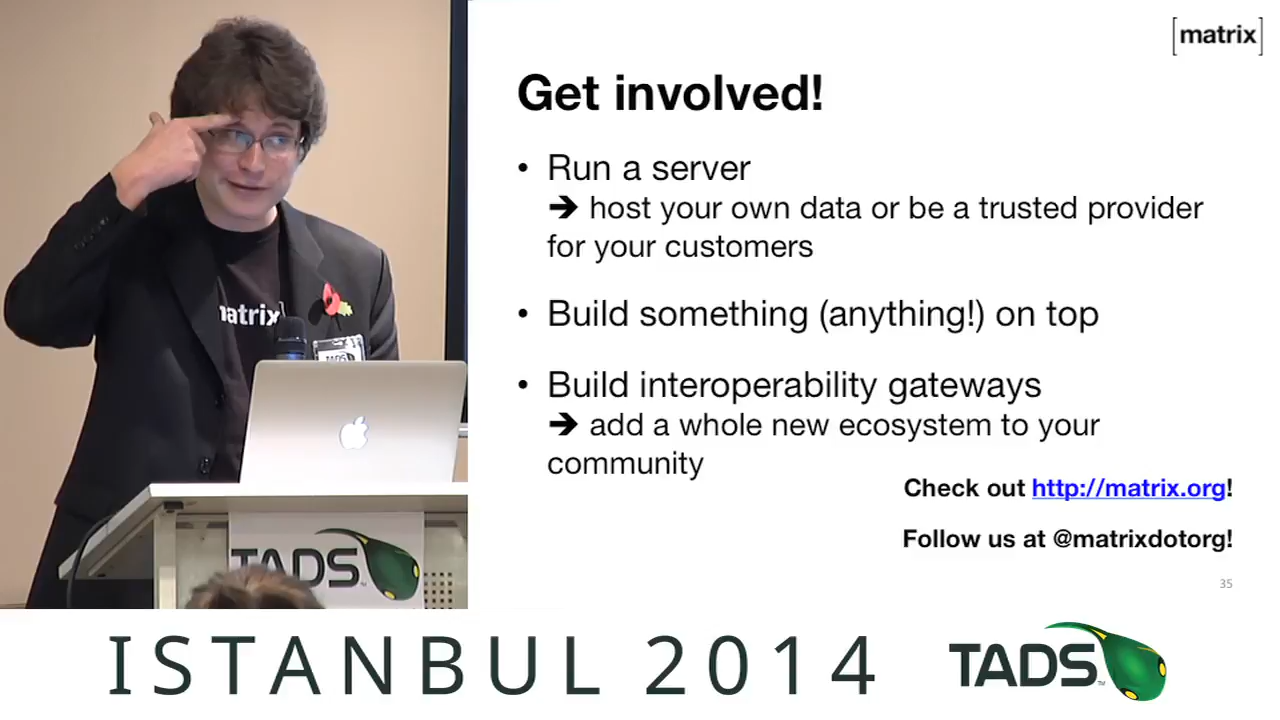 [matrix]
Get involved!
• Run a server
➔ host your own data or be a trusted provider
for your customers
• Build something (anything!) on top
• Build interoperability gateways
➔ add a whole new ecosystem to your
community
Check out http://matrix.org!
Follow us at @matrixdotorg!
35
matrix]
TADS
TADS
ISTANBUL 2014
TADS